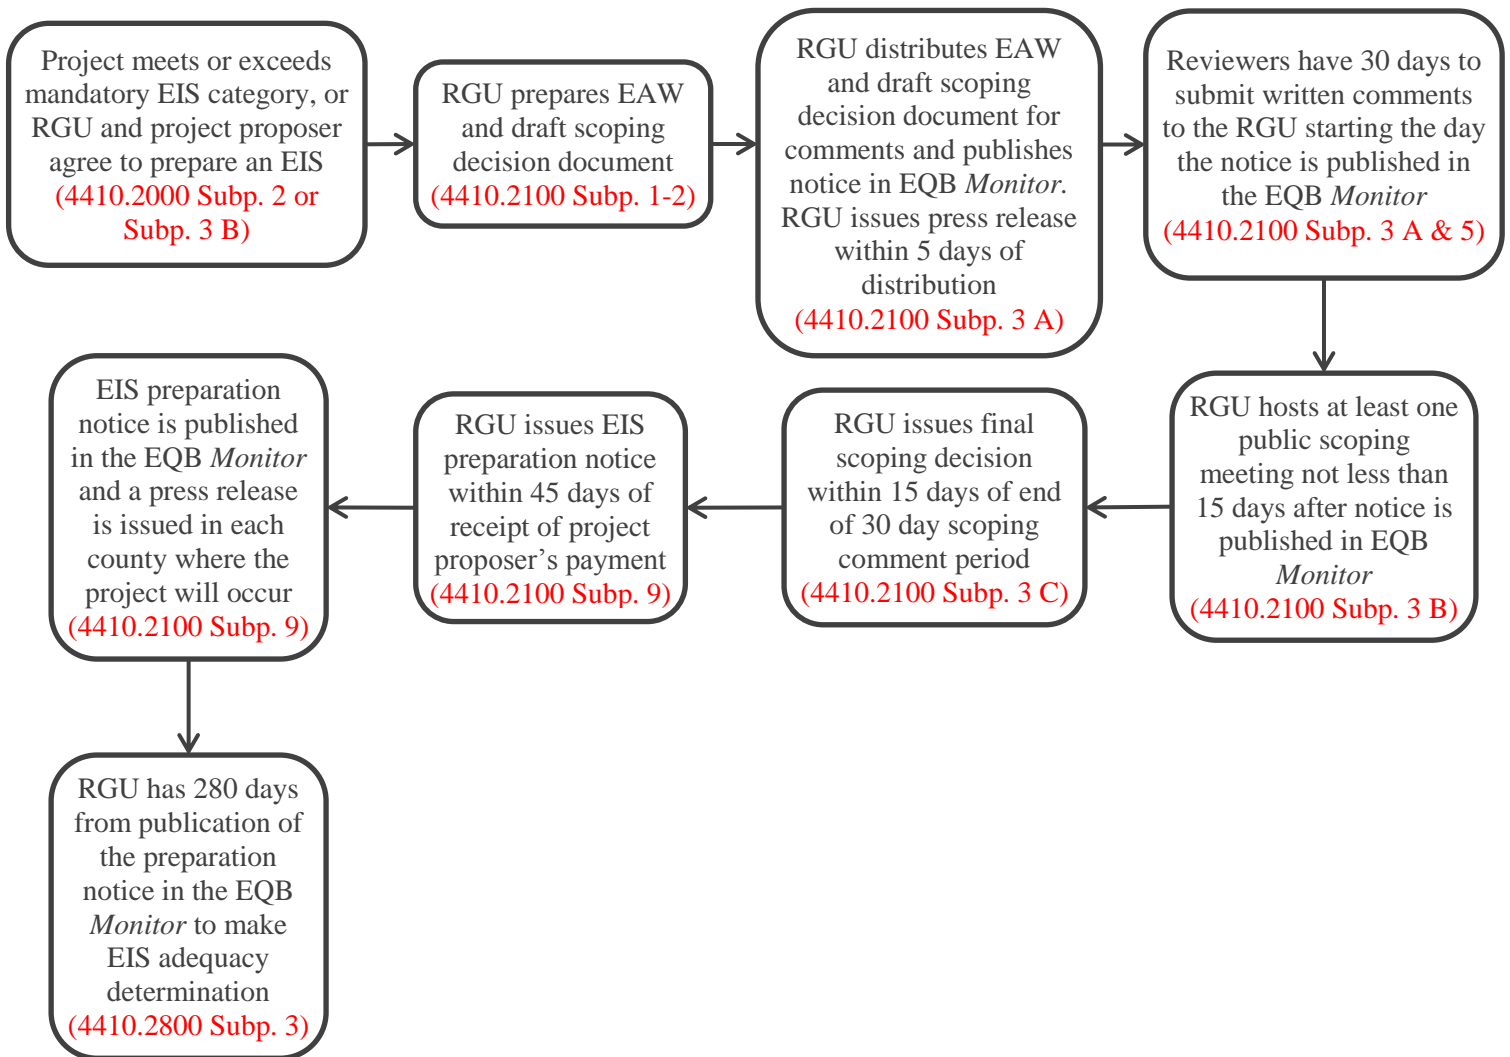 Project meets or exceeds
mandatory EIS category, or
RGU and project proposer
agree to prepare an EIS
(4410.2000 Subp. 2 or
Subp. 3 B)
RGU prepares EAW
and draft scoping
decision document
(4410.2100 Subp. 1-2)
RGU distributes EAW
and draft scoping
decision document for
comments and publishes
notice in EQB Monitor.
RGU issues press release
within 5 days of
distribution
(4410.2100 Subp. 3 A)
Reviewers have 30 days to
submit written comments
to the RGU starting the day
the notice is published in
the EQB Monitor
(4410.2100 Subp. 3 A & 5)
RGU hosts at least one
public scoping
meeting not less than
15 days after notice is
published in EQB
Monitor
(4410.2100 Subp. 3 B)
RGU issues final
scoping decision
within 15 days of end
of 30 day scoping
comment period
(4410.2100 Subp. 3 C)
RGU issues EIS
preparation notice
within 45 days of
receipt of project
proposer’s payment
(4410.2100 Subp. 9)
EIS preparation
notice is published
in the EQB Monitor
and a press release
is issued in each
county where the
project will occur
(4410.2100 Subp. 9)
RGU has 280 days
from publication of
the preparation
notice in the EQB
Monitor to make
EIS adequacy
determination
(4410.2800 Subp. 3)